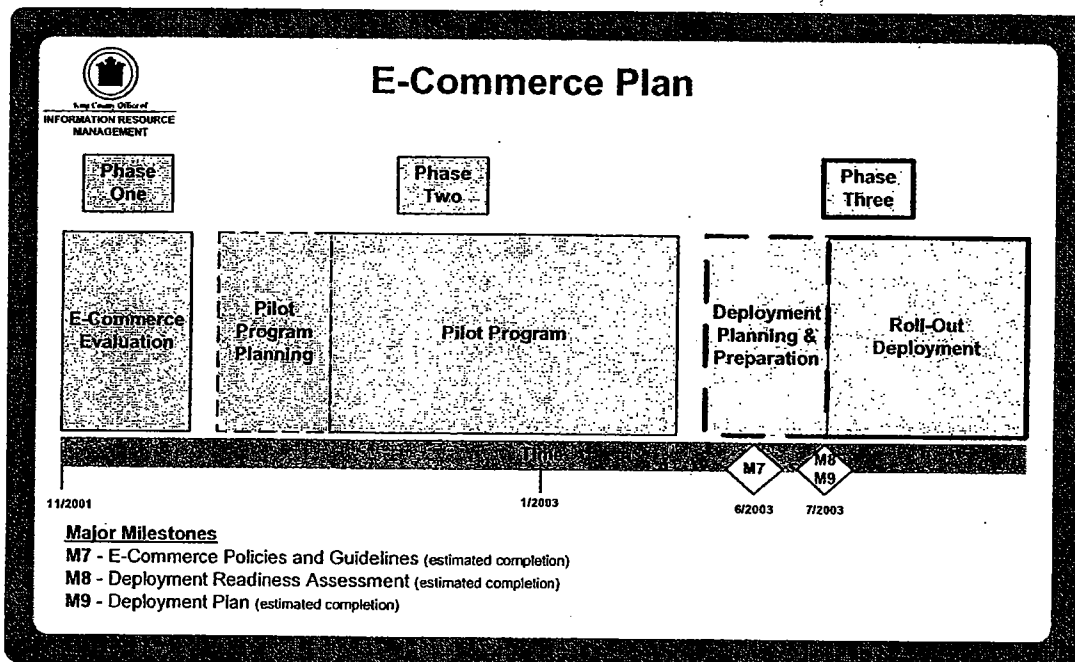 E-Commerce Plan
King County Office of
INFORMATION RESOURCE
MANAGEMENT
Phase
One
Phase
Two
Phase
Three
E-Commerce
Evaluation
Pilot
Program
Planning
Pilot Program
Deployment
Planning &
Preparation
Roll-Out
Deployment
Time
M7
M8
M9
11/2001
1/2003
6/2003
7/2003
Major Milestones
M7 - E-Commerce Policies and Guidelines (estimated completion)
M8 - Deployment Readiness Assessment (estimated completion)
M9 - Deployment Plan (estimated completion)